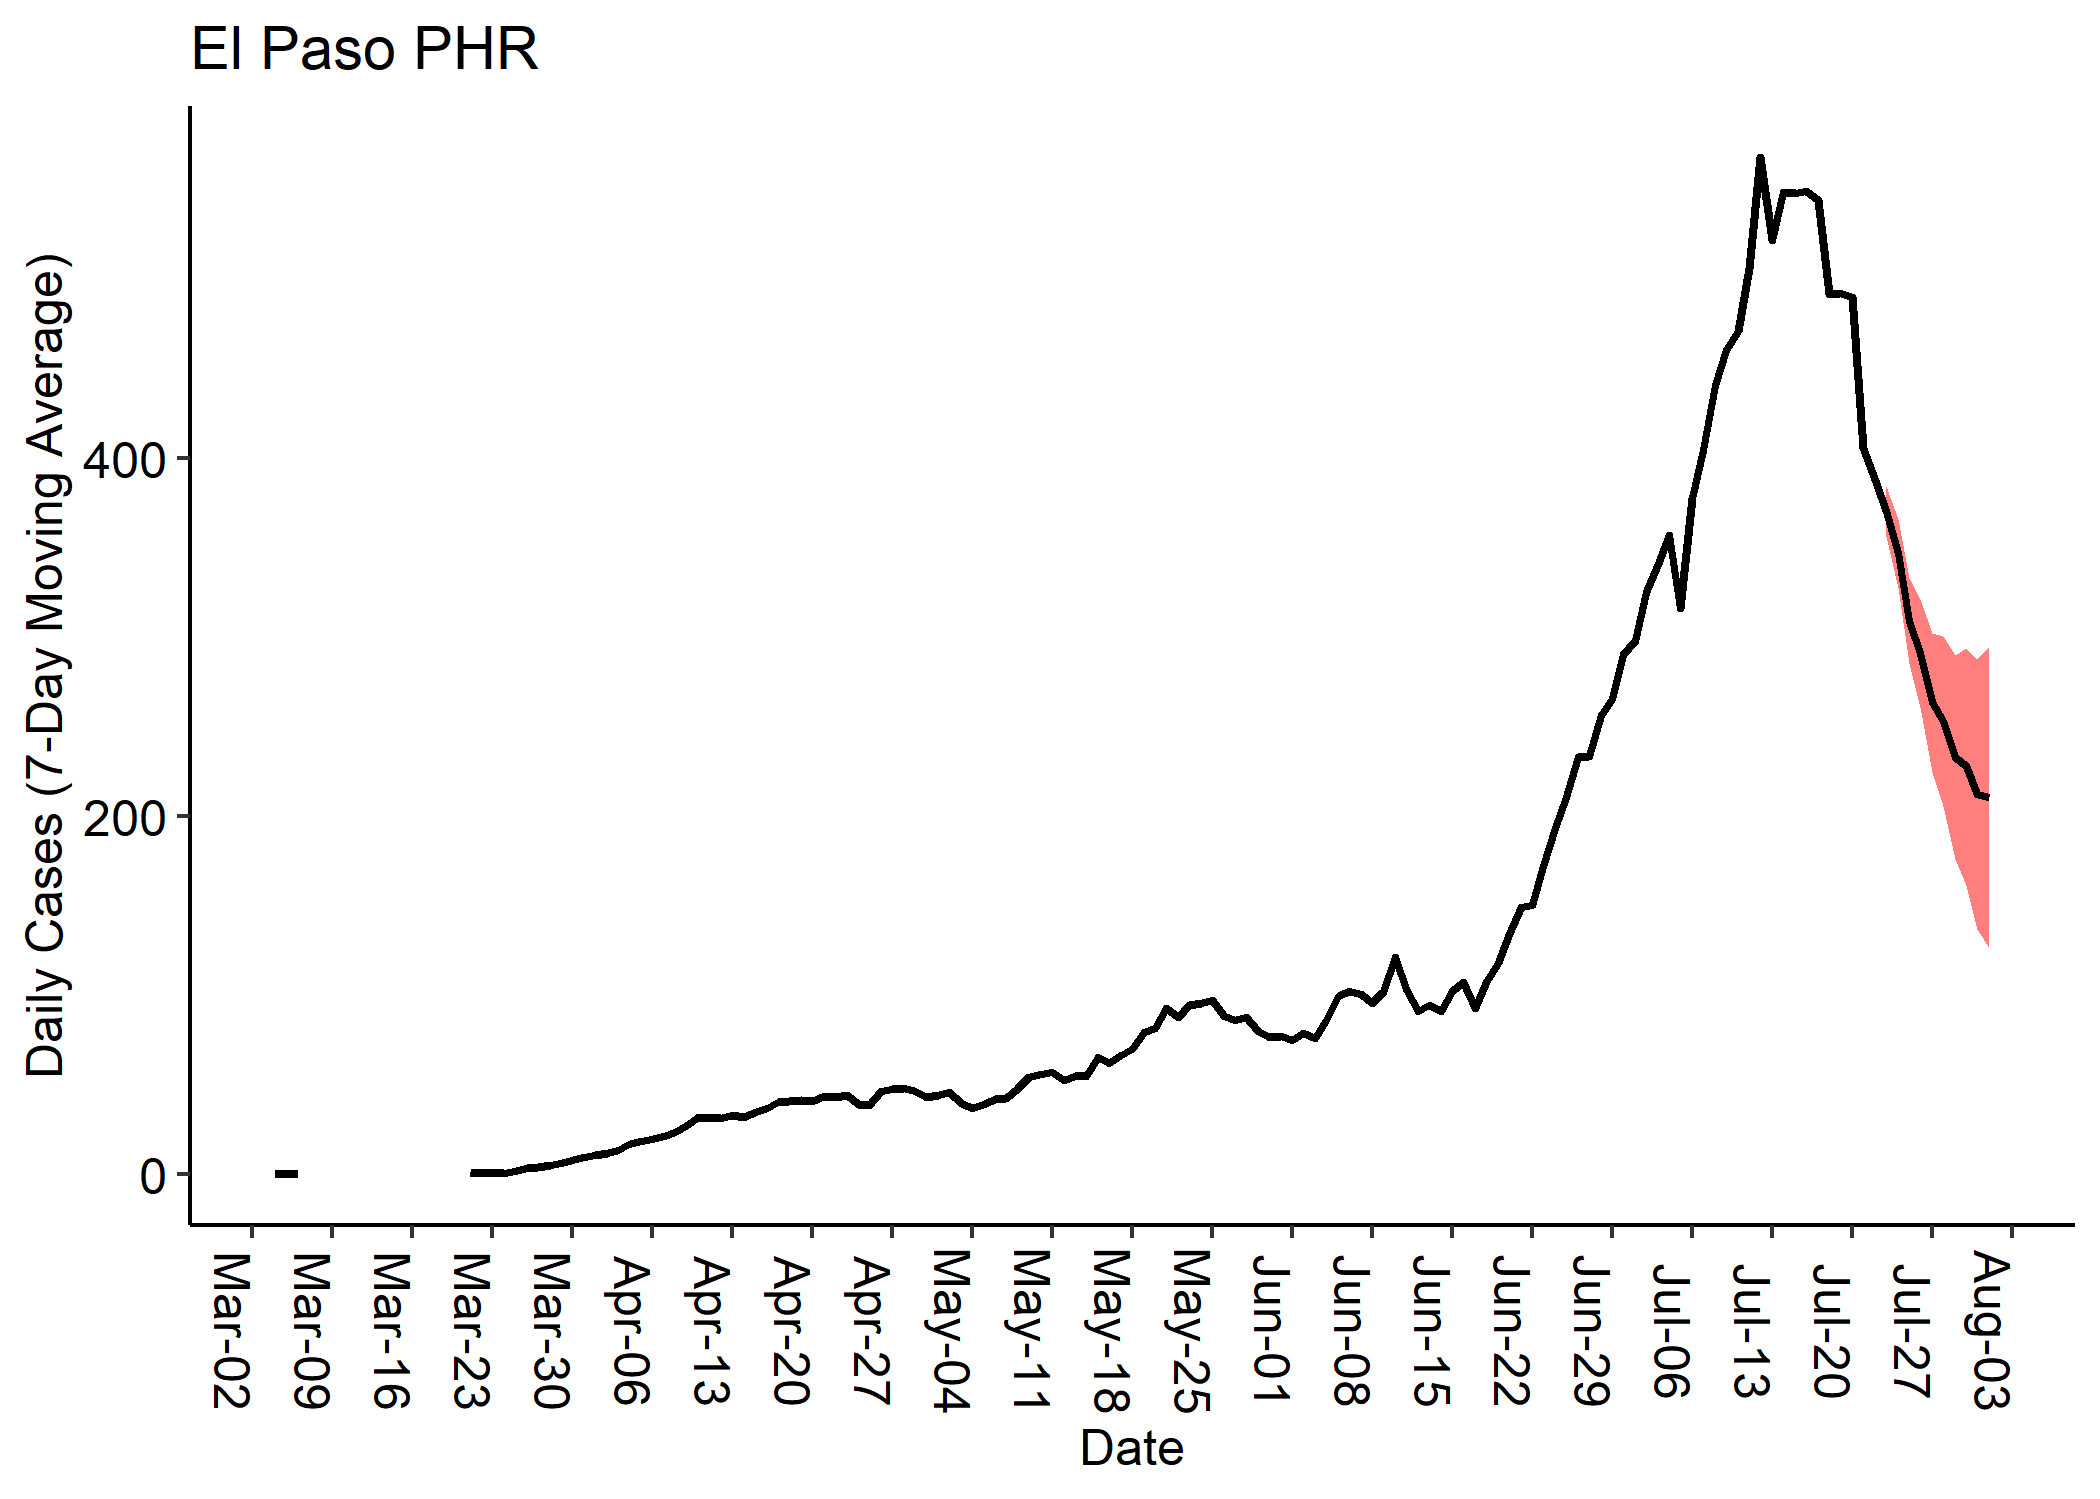 El Paso PHR
Daily Cases (7-Day Moving Average)
400
200
0
Mar-02
Mar-09
Mar-16
Mar-23
Mar-30
Apr-06
Apr-13
Apr-20
Apr-27
May-04
May-11
May-18
May-25
Jun-01
Jun-08
Jun-15
Jun-22
Jun-29
Jul-06
Jul-13
Jul-20
Jul-27
Aug-03
Date